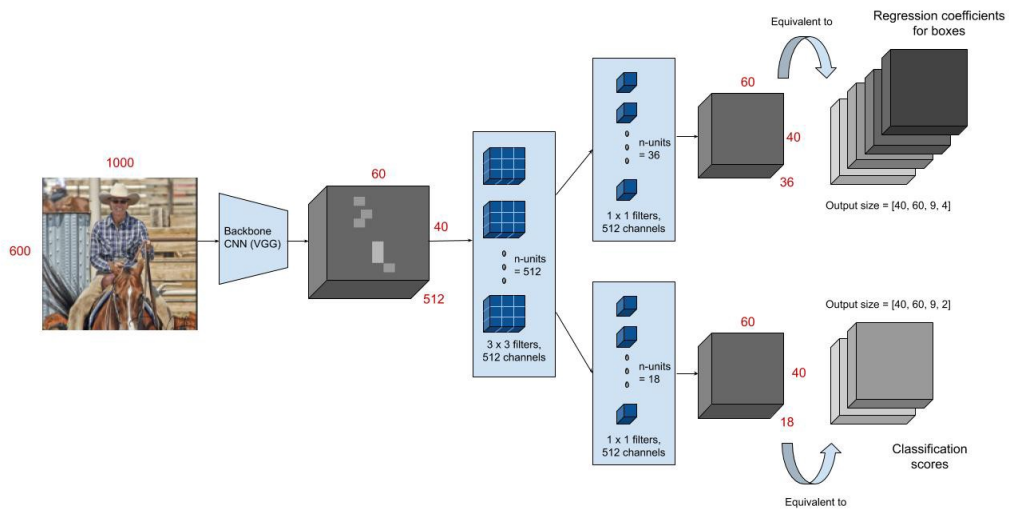 1000
600
Backbone
CNN (VGG)
60
40
512
n-units
= 512
3 x 3 filters,
512 channels
n-units
= 36
1 x 1 filters,
512 channels
60
40
36
Equivalent to
Regression coefficients
for boxes
Output size = [40, 60, 9, 4]
n-units
= 18
1 x 1 filters,
512 channels
60
40
18
Output size = [40, 60, 9, 2]
Classification
scores
Equivalent to